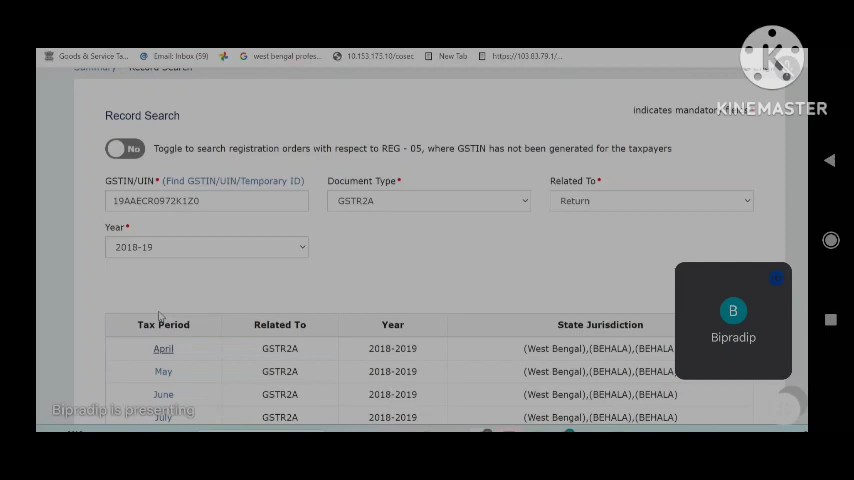 Goods & Service Ta... Email: Inbox (59) west bengal profes... 10.153.175.10/cosec New Tab https://103.83.79.1/...
Summary Record Search
Record Search
indicates mandatory fields
KINEMASTER
No Toggle to search registration orders with respect to REG - 05, where GSTIN has not been generated for the taxpayers
GSTIN/UIN* (Find GSTIN/UIN/Temporary ID) Document Type* Related To*
19AAECR0972K1Z0 GSTR2A Return
Year*
2018-19
B
Bipradip
Tax Period Related To Year State Jurisdiction
April GSTR2A 2018-2019 (West Bengal),(BEHALA),(BEHALA
May GSTR2A 2018-2019 (West Bengal),(BEHALA),(BEHALA
June GSTR2A 2018-2019 (West Bengal),(BEHALA),(BEHALA)
July GSTR2A 2018-2019 (West Bengal),(BEHALA),(BEHALA)
Bipradip is presenting